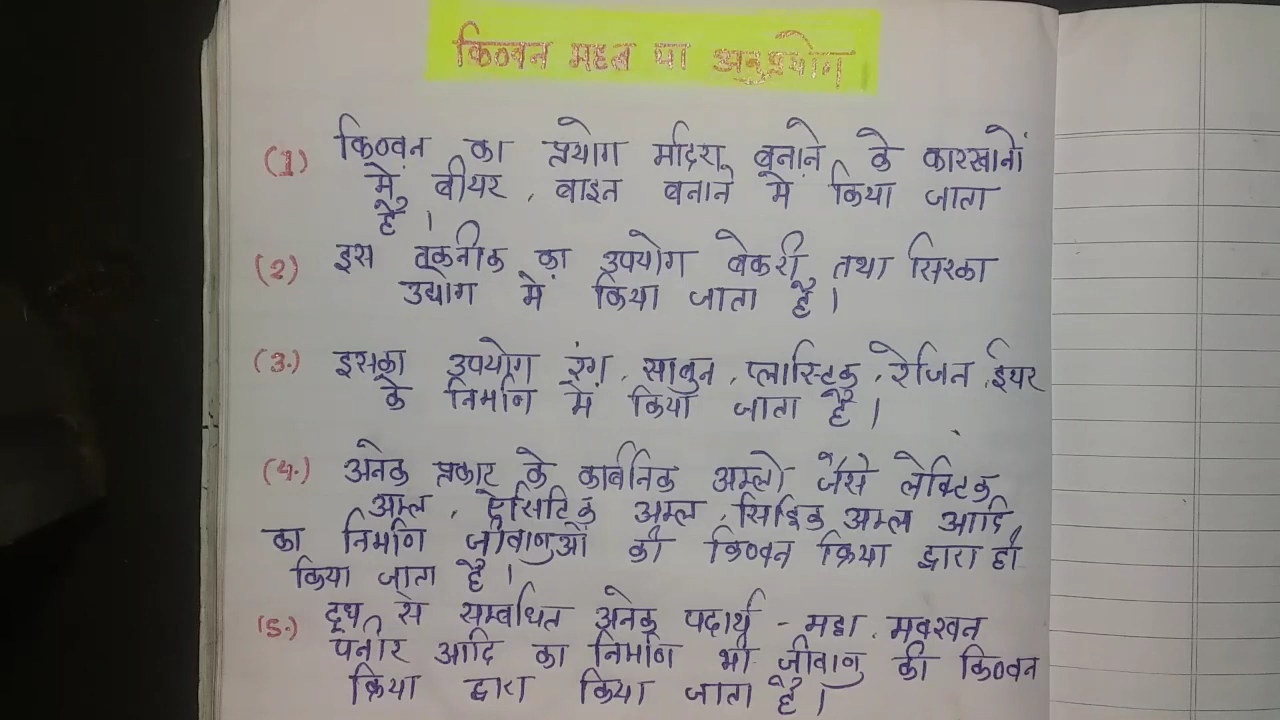 किण्वन महत्व या अनुप्रयोग
(1) किण्वन का प्रयोग मदिरा बनाने के कारखानों
में बीयर, वाइन बनाने में किया जाता
है।
(2) इस तकनीक का उपयोग बेकरी तथा सिरका
उद्योग में किया जाता है।
(3.) इसका उपयोग रंग, साबुन, प्लास्टिक, रेजिन, ईथर
के निर्माण में किया जाता है।
(4.) अनेक प्रकार के कार्बनिक अम्लो जैसे लेक्टिक
अम्ल, ऐसिटिक अम्ल, सिट्रिक अम्ल आदि
का निर्माण जीवाणुओं की किण्वन क्रिया द्वारा ही
किया जाता है।
(5.) दूध से सम्बधित अनेक पदार्थ - मट्ठा, मक्खन
पनीर आदि का निर्माण भी जीवाणु की किण्वन
क्रिया द्वारा किया जाता है।